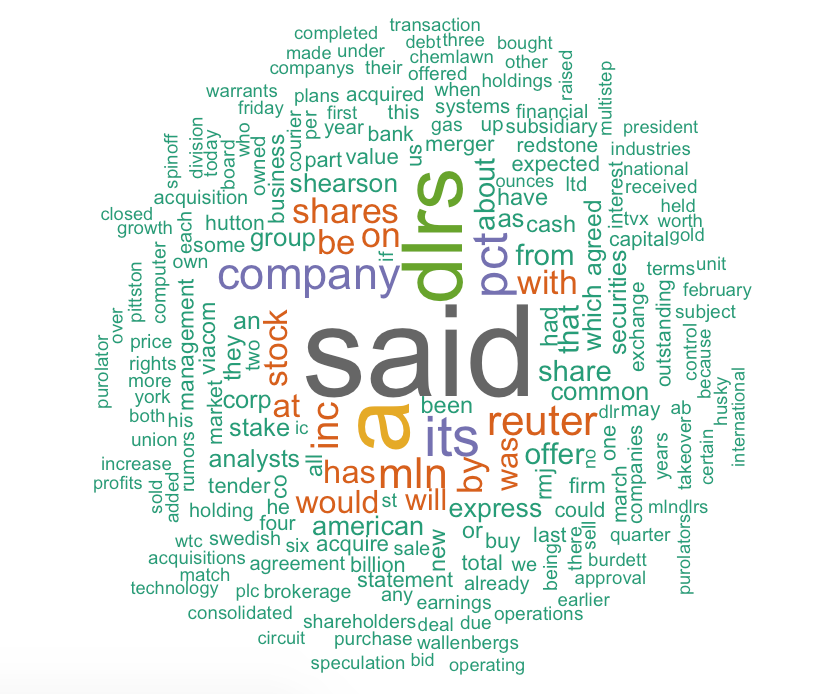 transaction
completed
debt three
bought
made under
chemlawn
other
companys their
offered
holdings
raised
multistep
warrants
plans acquired
when
friday
first
this
systems
financial
who
courier
per
year
bank
gas
up
subsidiary
president
spinoff
division
today
board
owned
business
part value
us
merger
redstone
industries
shearson
dlrs
about
ounces
ltd
expected
interest
national
received
acquisition
shares
have
held
closed
growth
each
hutton
be
on
as
cash
tvx
worth
some
group
if
pct
from
which agreed
capital
gold
own
company
with
securities
terms
unit
pittston
computer
management
viacom
an
said
had
that
exchange
outstanding
february
subject
over
price
they
two
stock
share
control
because
purolator
rights
more
york
both
his
market
corp
at
a
been
common
dlr
may
ab
husky
international
union
rumors
stake
ic
inc
its
reuter
one
companies
years
takeover
certain
increase
profits
sold
added
analysts
all
has
mln
by
was
offer
no
tender
co
rmj
firm
march
holding
he
would
st
will
express
could
mlndlrs
wtc
swedish
four
american
or
buy
last
there
sell
quarter
purolators
acquisitions
six
acquire
sale
new
being
burdett
match
agreement
billion
total
we
approval
technology
plc
brokerage
statement
already
any
earnings
earlier
consolidated
shareholders
deal
due
operations
circuit
purchase
wallenbergs
speculation
bid
operating